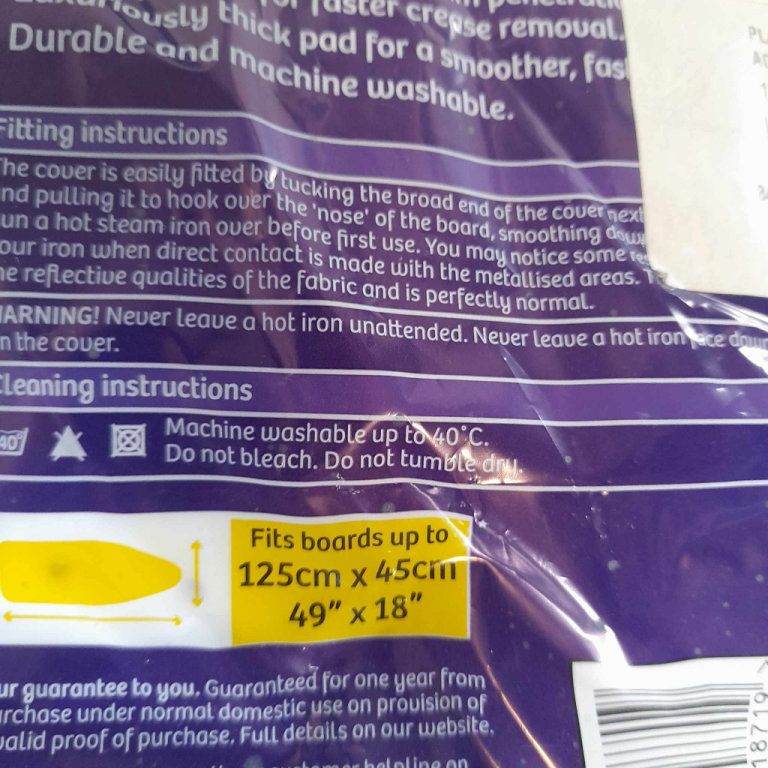 faster crease removal.
thick pad for a smoother,
Durable and machine washable.
Fitting instructions
The cover is easily fitted by tucking the broad end of the cover next
and pulling it to hook over the 'nose' of the board, smoothing down
run a hot steam iron over before first use. You may notice some
our iron when direct contact is made with the metallised areas.
he reflective qualities of the fabric and is perfectly normal.
WARNING! Never leave a hot iron unattended. Never leave a hot iron face down
on the cover.
Cleaning instructions
40°
Machine washable up to 40°C.
Do not bleach. Do not tumble dry.
Fits boards up to
125cm x 45cm
49" x 18"
ur guarantee to you. Guaranteed for one year from
urchase under normal domestic use on provision of
valid proof of purchase. Full details on our website.
helpline on
18719